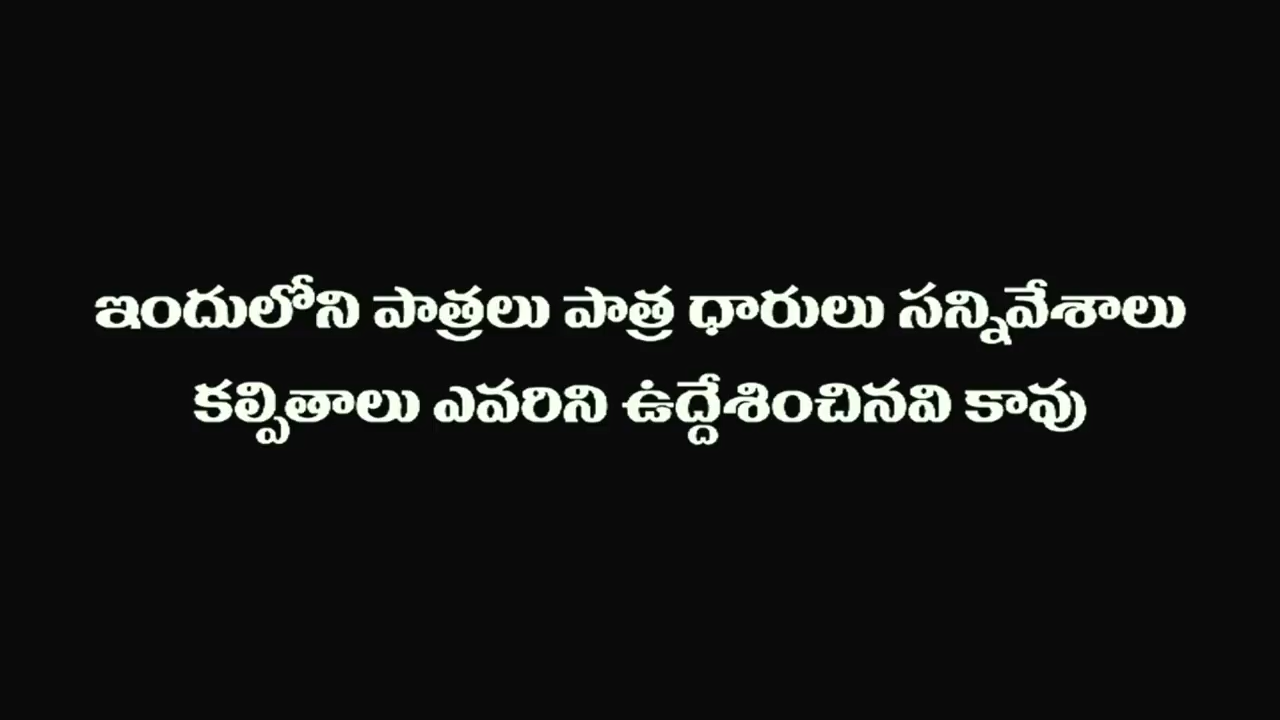 ఇందులోని పాత్రలు పాత్ర ధారులు సన్నివేశాలు
కల్పితాలు ఎవరిని ఉద్దేశించినవి కావు